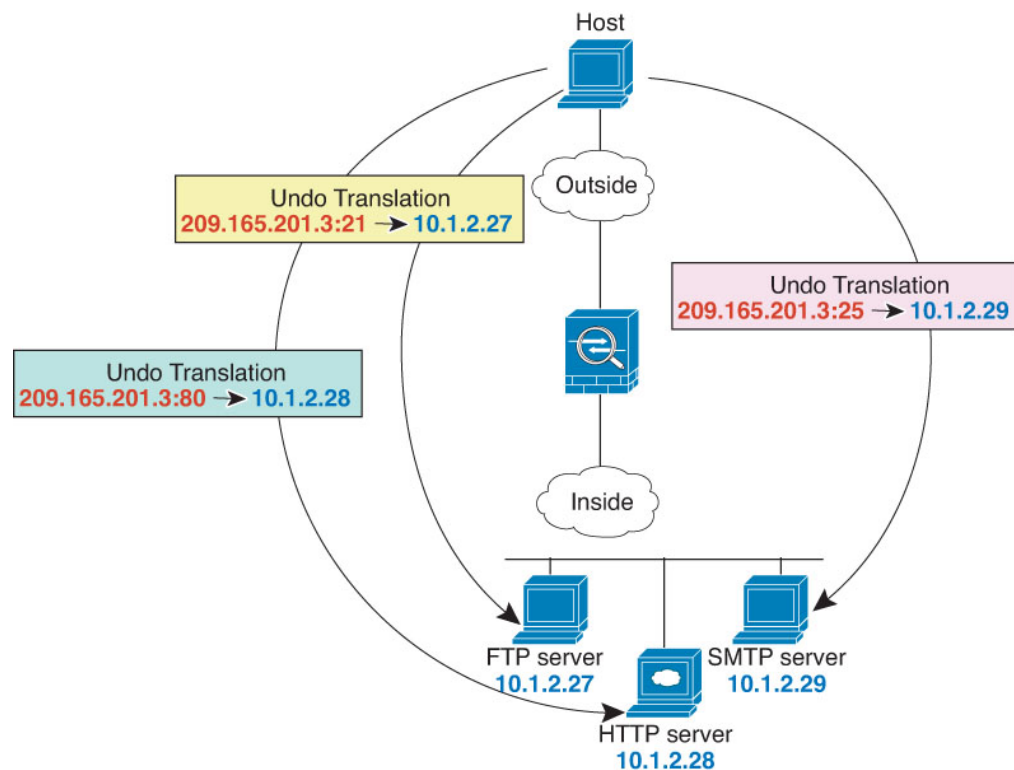 Host
Outside
Undo Translation
209.165.201.3:21 → 10.1.2.27
Undo Translation
209.165.201.3:25 → 10.1.2.29
Undo Translation
209.165.201.3:80 → 10.1.2.28
Inside
FTP server
10.1.2.27
SMTP server
10.1.2.29
HTTP server
10.1.2.28